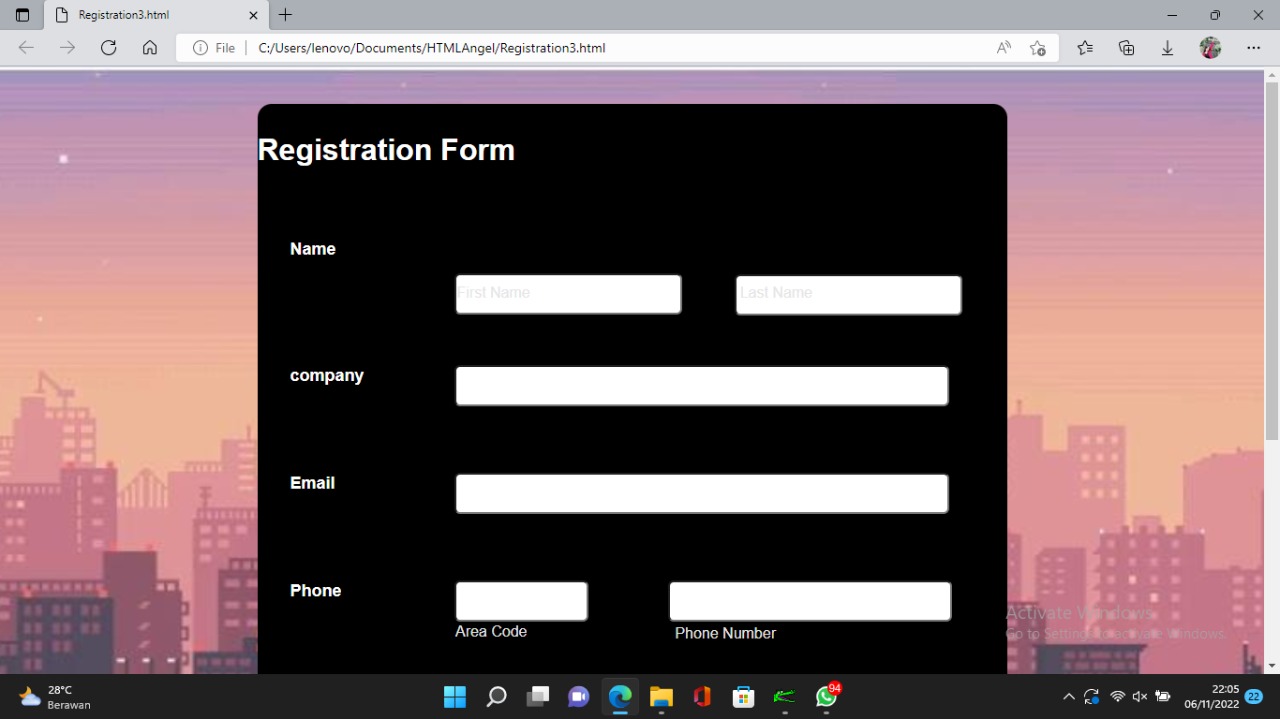 Registration3.html
File
C:/Users/lenovo/Documents/HTMLAngel/Registration3.html
Registration Form
Name
First Name
Last Name
company
Email
Phone
Area Code
Phone Number
Activate Windows
Go to Settings to activate Windows.
28°C
Berawan
94
22:05
06/11/2022
22